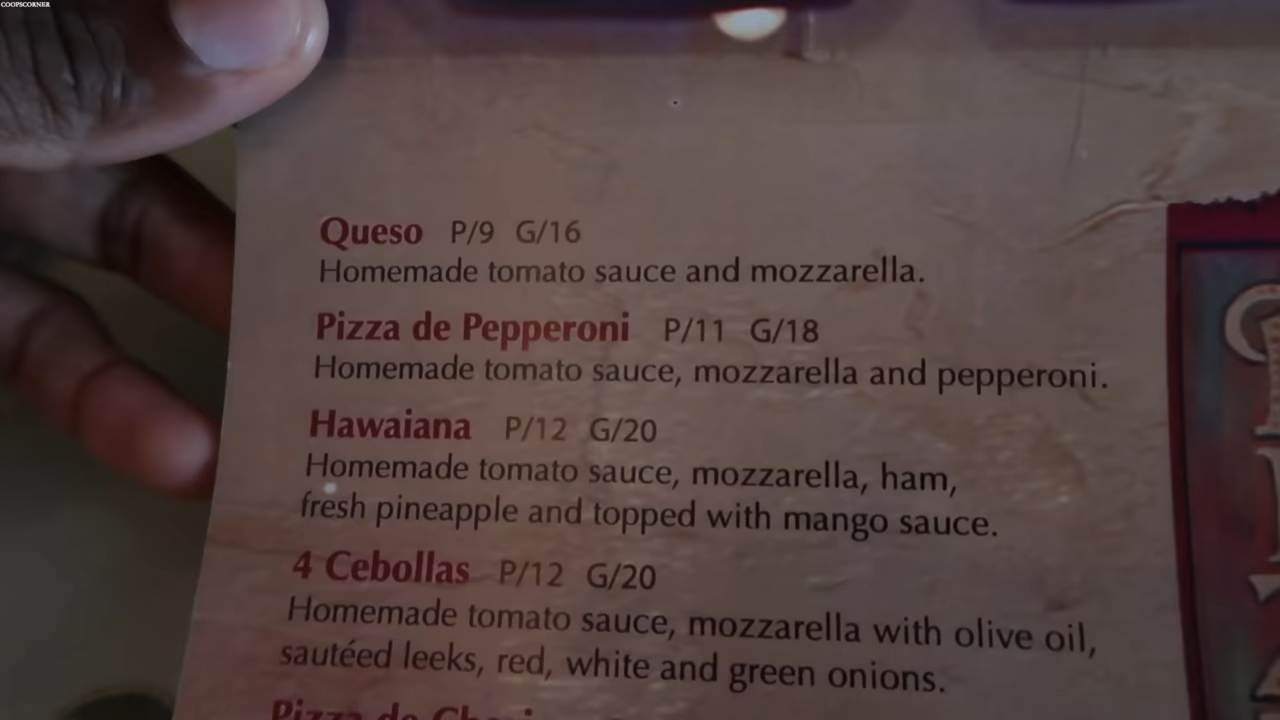 COOPSCORNER
Queso P/9 G/16
Homemade tomato sauce and mozzarella.
Pizza de Pepperoni P/11 G/18
Homemade tomato sauce, mozzarella and pepperoni.
Hawaiana P/12 G/20
Homemade tomato sauce, mozzarella, ham,
fresh pineapple and topped with mango sauce.
4 Cebollas P/12 G/20
Homemade tomato sauce, mozzarella with olive oil,
sautéed leeks, red, white and green onions.
Pizza de